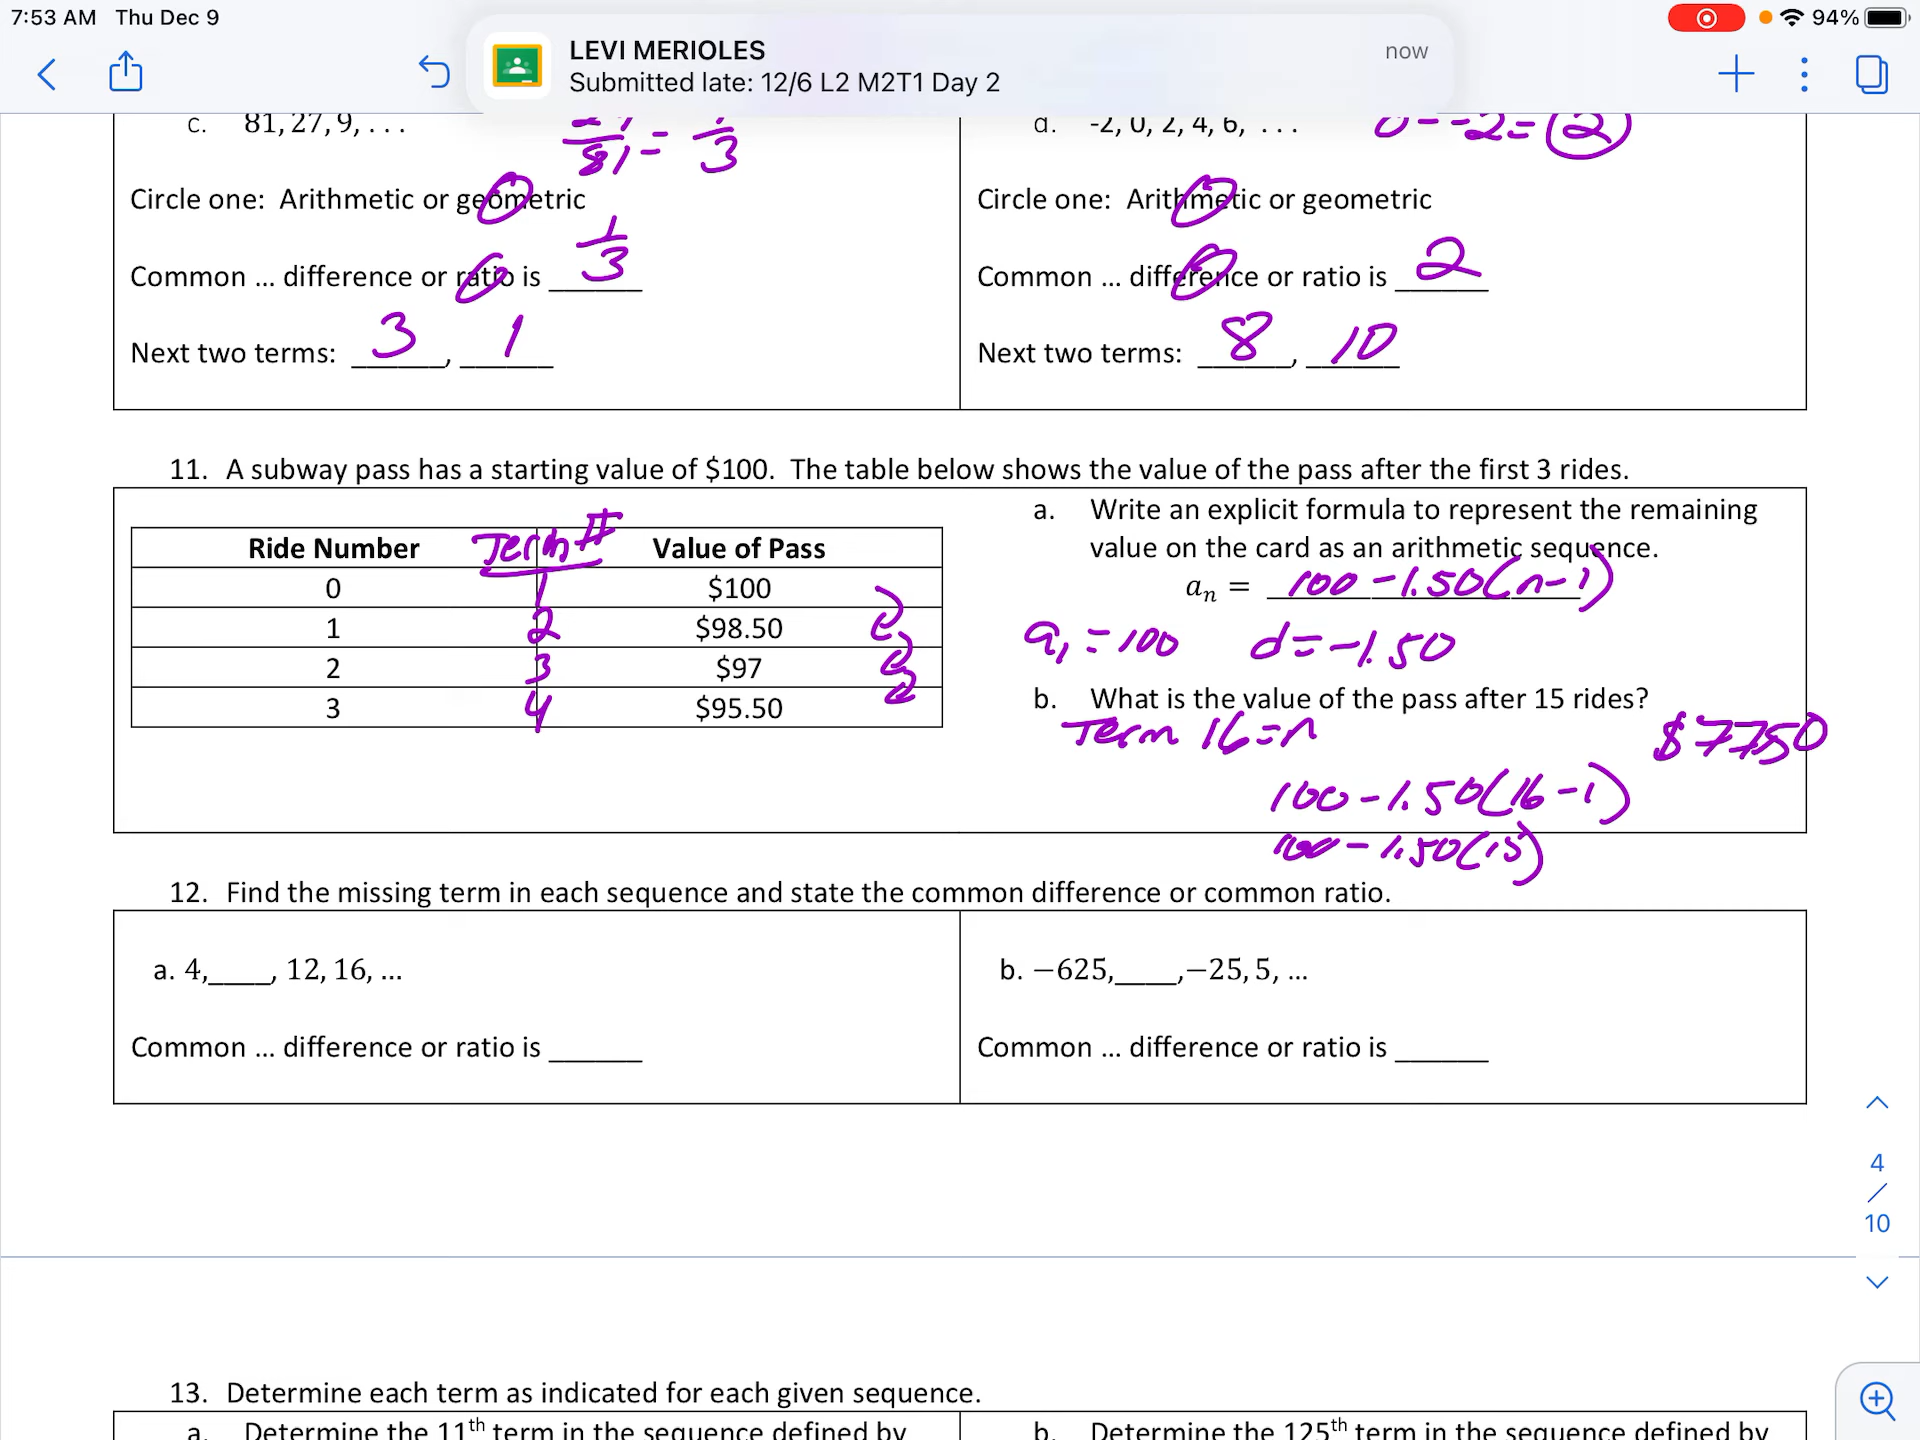 7:53 AM Thu Dec 9
94%
LEVI MERIOLES
now
Submitted late: 12/6 L2 M2T1 Day 2
c. 81, 27, 9, . . .
81 = 3
Circle one: Arithmetic or geometric
Common ... difference or ratio is 1/3
Next two terms: 3, 1
d. -2, 0, 2, 4, 6, . . .
0 - -2 = 2
Circle one: Arithmetic or geometric
Common ... difference or ratio is 2
Next two terms: 8, 10
11. A subway pass has a starting value of $100. The table below shows the value of the pass after the first 3 rides.
Ride Number Term # Value of Pass
0 1 $100
1 2 $98.50
2 3 $97
3 4 $95.50
a. Write an explicit formula to represent the remaining
value on the card as an arithmetic sequence.
aₙ = 100 - 1.50(n-1)
a₁ = 100 d = -1.50
b. What is the value of the pass after 15 rides?
Term 16 = n
$7750
100 - 1.50(16-1)
100 - 1.50(15)
12. Find the missing term in each sequence and state the common difference or common ratio.
a. 4,____, 12, 16, ...
Common ... difference or ratio is ______
b. −625,____,−25, 5, ...
Common ... difference or ratio is ______
4
/
10
13. Determine each term as indicated for each given sequence.
a. Determine the 11th term in the sequence defined by
b. Determine the 125th term in the sequence defined by